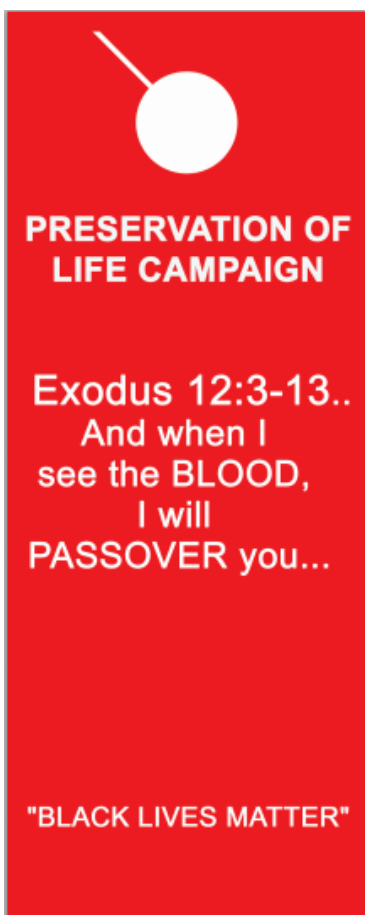 PRESERVATION OF
LIFE CAMPAIGN
Exodus 12:3-13..
And when I
see the BLOOD,
I will
PASSOVER you...
"BLACK LIVES MATTER"